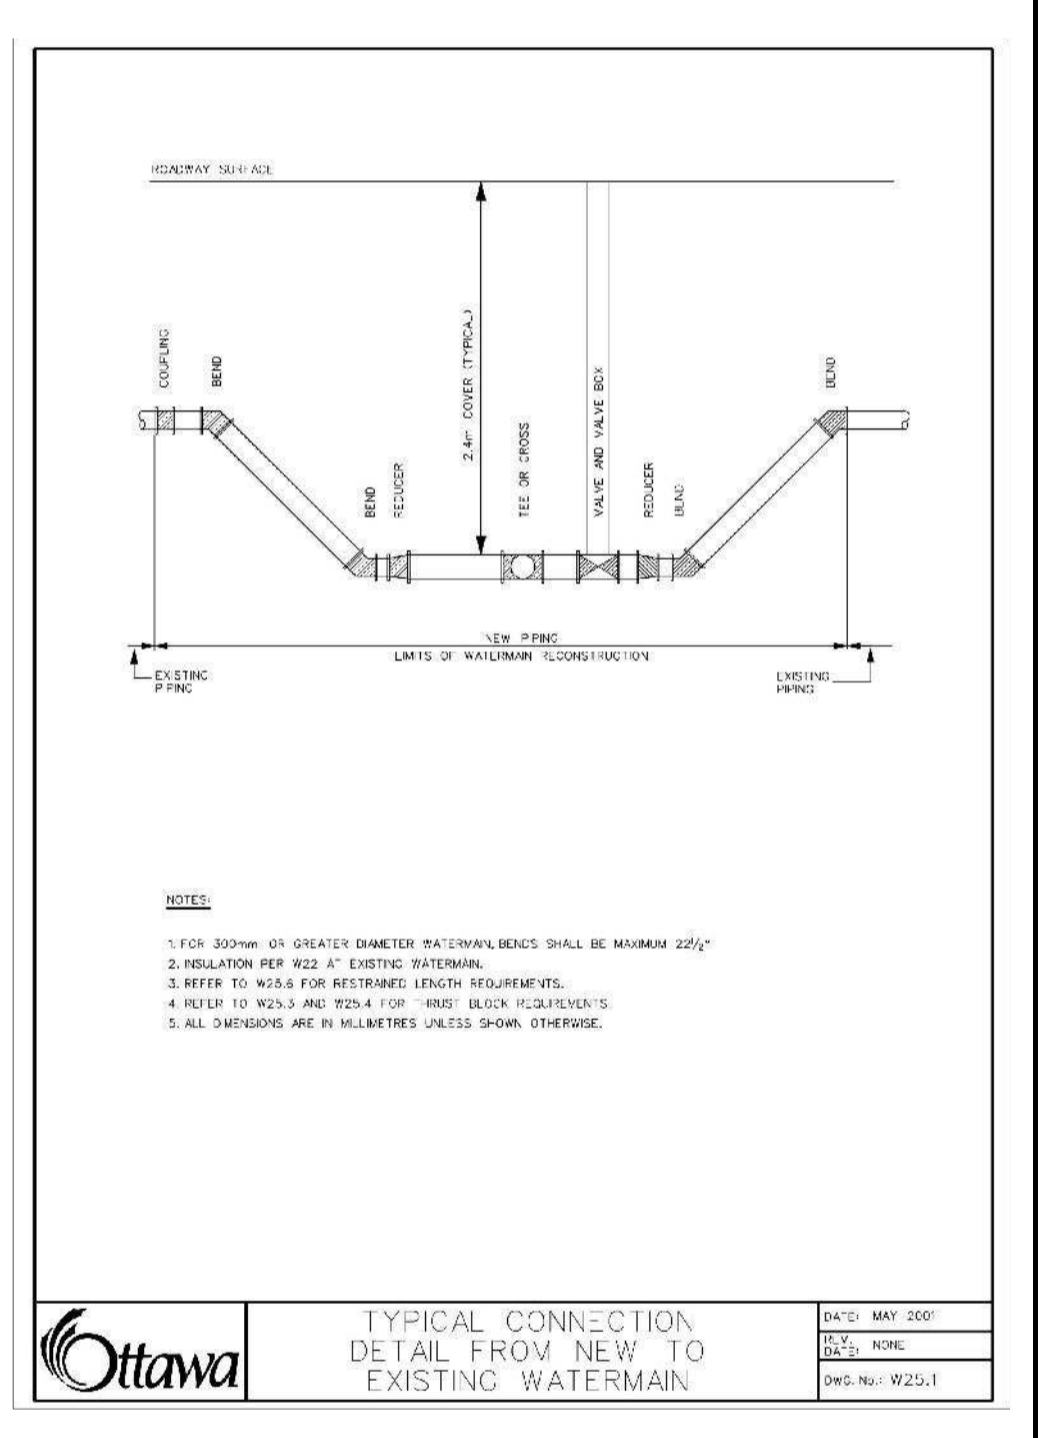 ROADWAY SURFACE
COUPLING
BEND
2.4m COVER (TYPICAL)
VALVE AND VALVE BOX
BEND
TEE OR CROSS
BEND
REDUCER
REDUCER
BEND
NEW PIPING
LIMITS OF WATERMAIN RECONSTRUCTION
EXISTING
PIPING
EXISTING
PIPING
NOTES:
1. FOR 300mm OR GREATER DIAMETER WATERMAIN, BENDS SHALL BE MAXIMUM 22 1/2°
2. INSULATION PER W22 AT EXISTING WATERMAIN.
3. REFER TO W25.6 FOR RESTRAINED LENGTH REQUIREMENTS.
4. REFER TO W25.3 AND W25.4 FOR THRUST BLOCK REQUIREMENTS
5. ALL DIMENSIONS ARE IN MILLIMETRES UNLESS SHOWN OTHERWISE.
Ottawa
TYPICAL CONNECTION
DETAIL FROM NEW TO
EXISTING WATERMAIN
DATE: MAY 2001
REV.
DATE: NONE
DWG. No.: W25.1